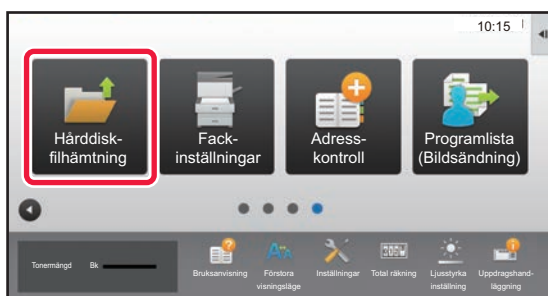 10:15
Hårddisk-
filhämtning
Fack-
inställningar
Adress-
kontroll
Programlista
(Bildsändning)
Tonermängd Bk
Bruksanvisning
Förstora
visningsläge
Inställningar
Total räkning
Ljusstyrka
inställning
Uppdragshand-
läggning